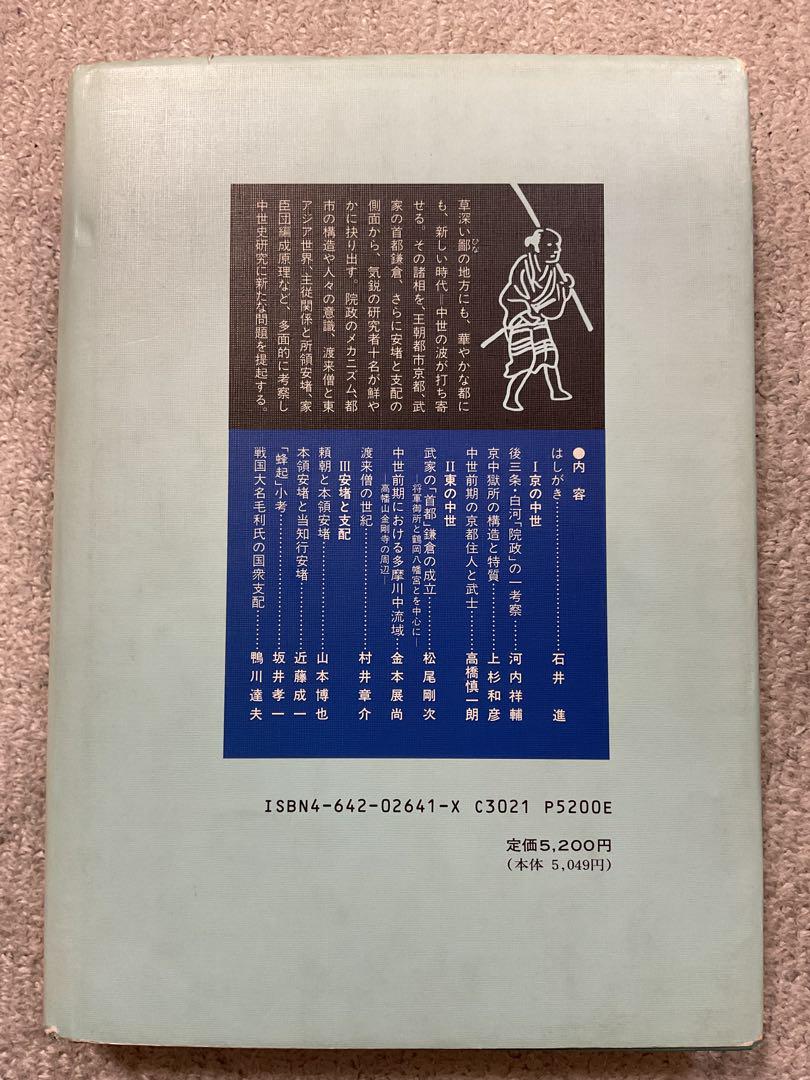 草深い鄙の地方にも、華やかな都に
ひな
も、新しい時代＝中世の波が打ち寄
せる。その諸相を、王朝都市京都、武
家の首都鎌倉、さらに安堵と支配の
側面から、気鋭の研究者十名が鮮や
かに抉り出す。院政のメカニズム、都
市の構造や人々の意識、渡来僧と東
アジア世界、主従関係と所領安堵、家
臣団編成原理など、多面的に考察し
中世史研究に新たな問題を提起する。
●内容
はしがき…………石井 進
Ⅰ京の中世
後三条・白河「院政」の一考察……河内祥輔
京中獄所の構造と特質……上杉和彦
中世前期の京都住人と武士……高橋慎一朗
Ⅱ東の中世
武家の「首都」鎌倉の成立……松尾剛次
―将軍御所と鶴岡八幡宮とを中心に―
中世前期における多摩川中流域……金本展尚
―高幡山金剛寺の周辺―
渡来僧の世紀……村井章介
Ⅲ安堵と支配
頼朝と本領安堵……山本博也
本領安堵と当知行安堵……近藤成一
「蜂起」小考……坂井孝一
戦国大名毛利氏の国衆支配……鴨川達夫
ISBN4-642-02641-X C3021 P5200E
定価5,200円
(本体 5,049円)